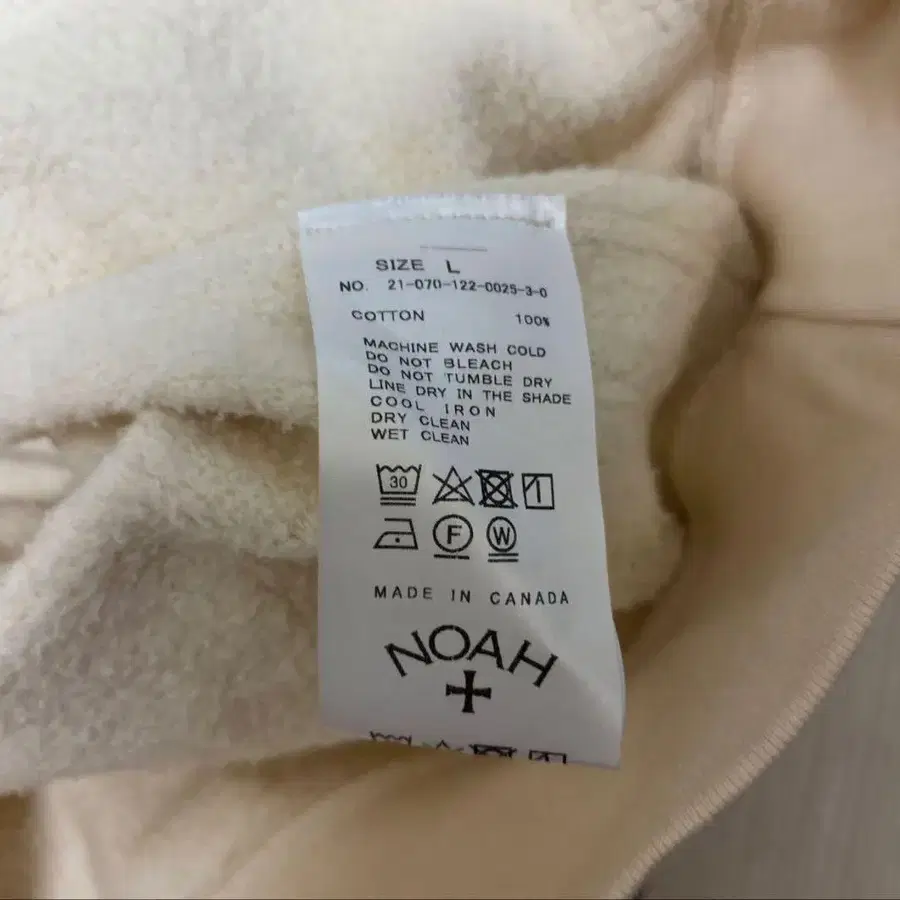 SIZE L
NO. 21-070-122-0025-3-0
COTTON 100%
MACHINE WASH COLD
DO NOT BLEACH
DO NOT TUMBLE DRY
LINE DRY IN THE SHADE
COOL IRON
DRY CLEAN
WET CLEAN
30
F W
MADE IN CANADA
NOAH